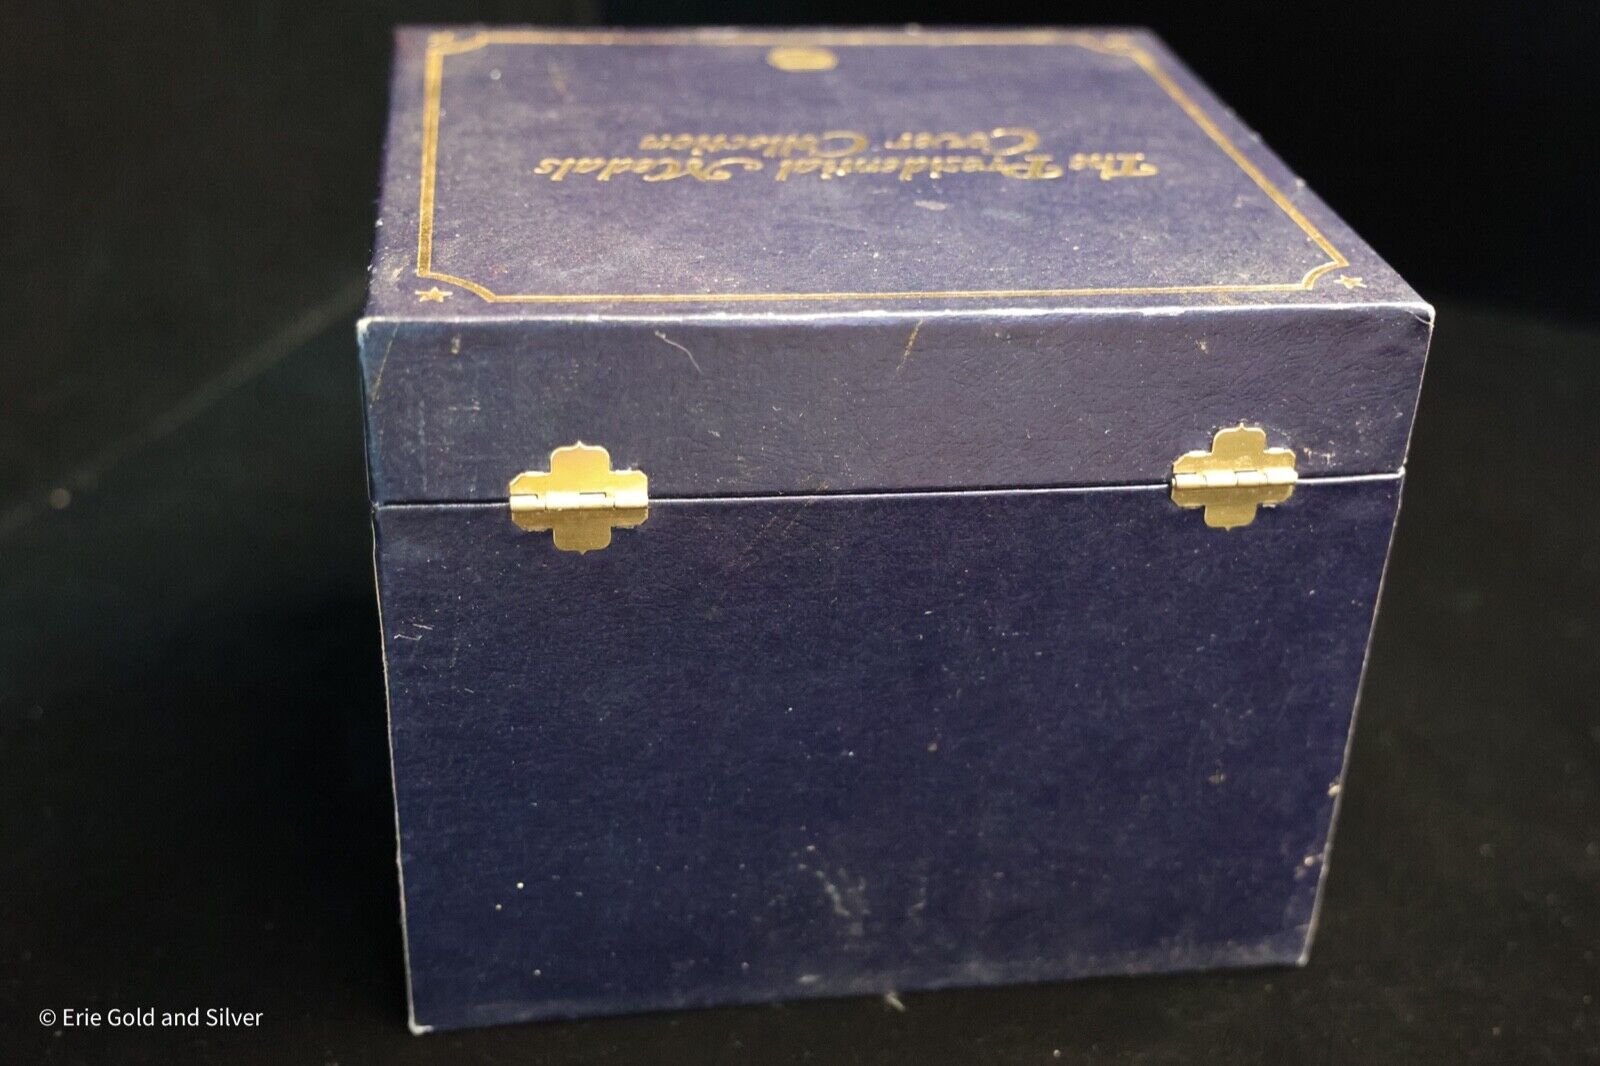 The Presidential Medals
Cover Collection
© Erie Gold and Silver